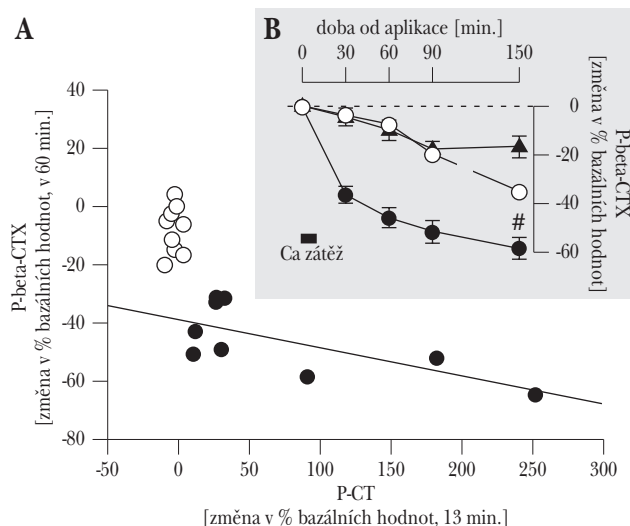 A
P-beta-CTX
[změna v % bazálních hodnot, v 60 min.]
40
20
0
-20
-40
-60
-80
-50
0
50
100
150
200
250
300
P-CT
[změna v % bazálních hodnot, 13 min.]
B
doba od aplikace [min.]
0
30
60
90
150
0
-20
-40
-60
P-beta-CTX
[změna v % bazálních hodnot]
#
Ca zátěž